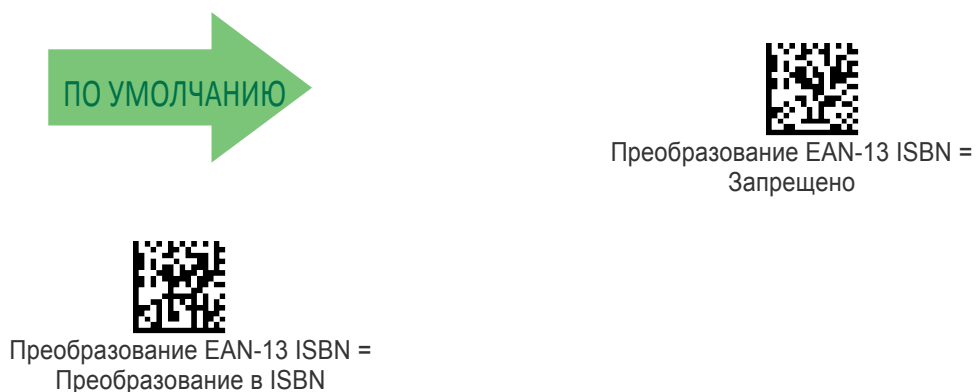 ПО УМОЛЧАНИЮ
Преобразование EAN-13 ISBN =
Запрещено
Преобразование EAN-13 ISBN =
Преобразование в ISBN